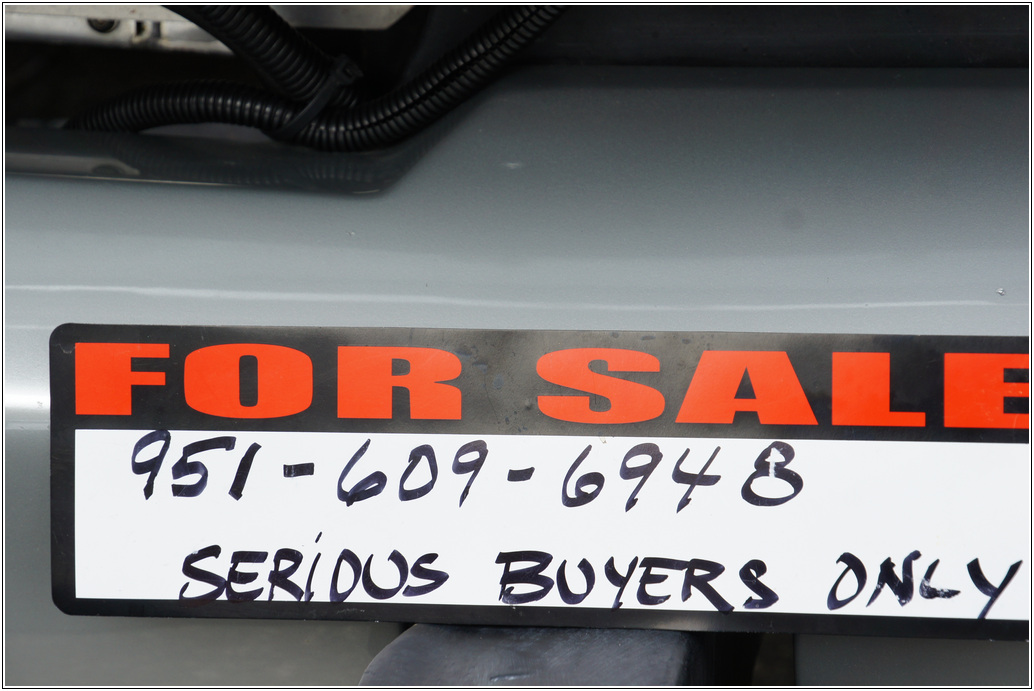 FOR SALE
951-609-6948
SERiOUS BUYERS ONLY